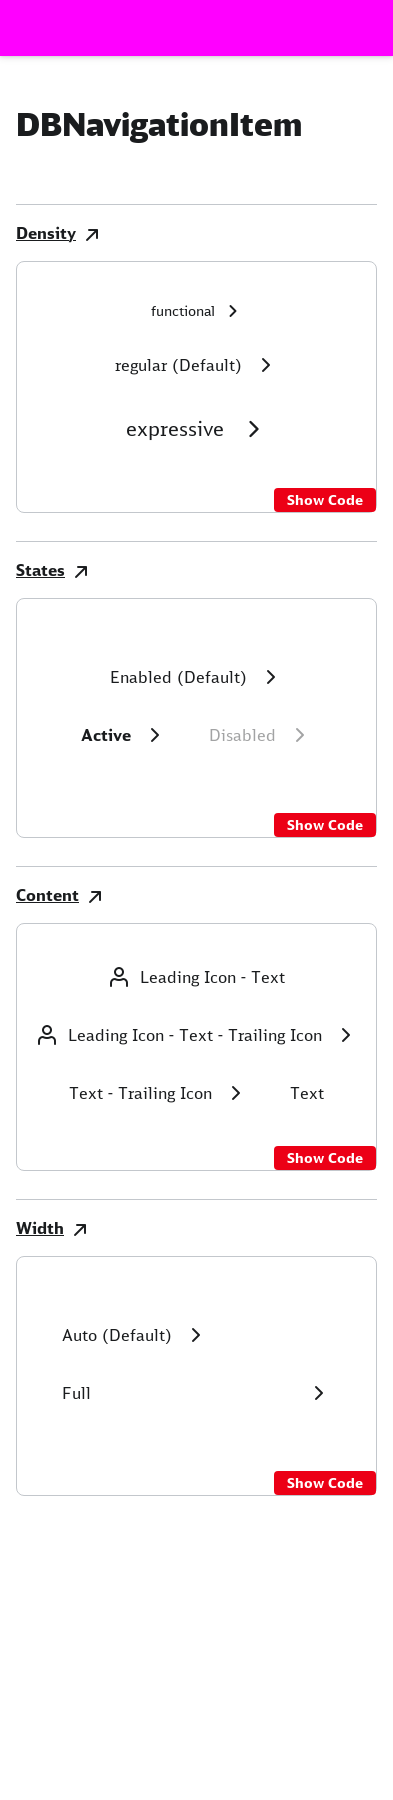 DBNavigationItem
Density
functional
regular (Default)
expressive
Show Code
States
Enabled (Default)
Active Disabled
Show Code
Content
Leading Icon - Text
Leading Icon - Text - Trailing Icon
Text - Trailing Icon Text
Show Code
Width
Auto (Default)
Full
Show Code